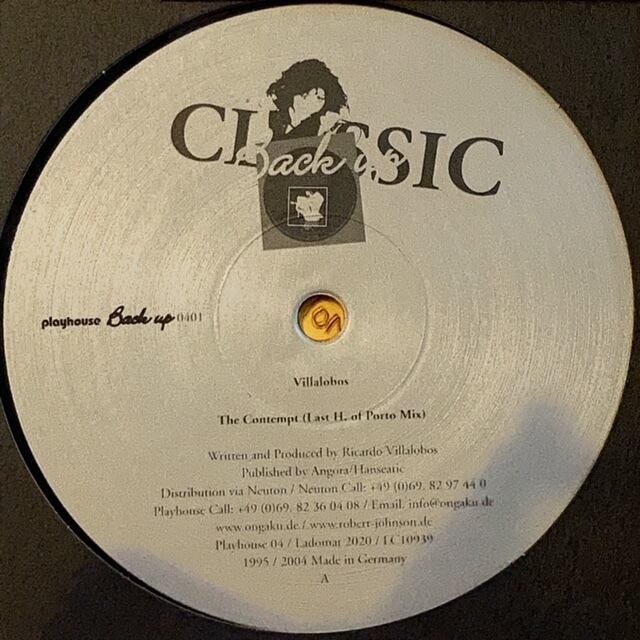 CLASSIC
Back up
playhouse Back up 0401
Villalobos
The Contempt (Last H. of Porto Mix)
Written and Produced by Ricardo Villalobos
Published by Angora/Hanseatic
Distribution via Neuton / Neuton Call: +49 (0)69. 82 97 44 0
Playhouse Call: +49 (0)69. 82 36 04 08 / Email. info@ongaku.de
www.ongaku.de / www.robert-johnson.de
Playhouse 04 / Ladomat 2020 / LC10939
1995 / 2004 Made in Germany
A